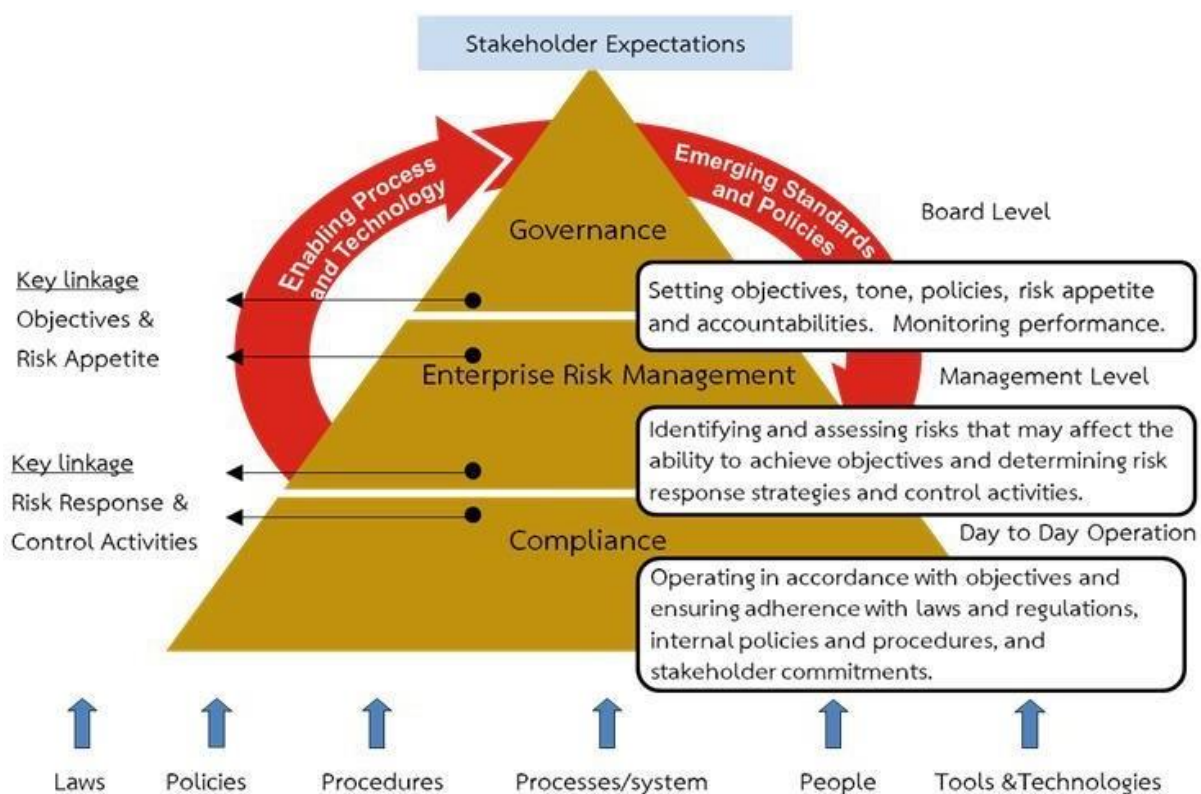 Stakeholder Expectations
Enabling Process
and Technology
Emerging Standards
and Policies
Governance
Board Level
Key linkage
Objectives &
Risk Appetite
Setting objectives, tone, policies, risk appetite
and accountabilities. Monitoring performance.
Enterprise Risk Management
Management Level
Key linkage
Risk Response &
Control Activities
Identifying and assessing risks that may affect the
ability to achieve objectives and determining risk
response strategies and control activities.
Compliance
Day to Day Operation
Operating in accordance with objectives and
ensuring adherence with laws and regulations,
internal policies and procedures, and
stakeholder commitments.
Laws
Policies
Procedures
Processes/system
People
Tools &Technologies